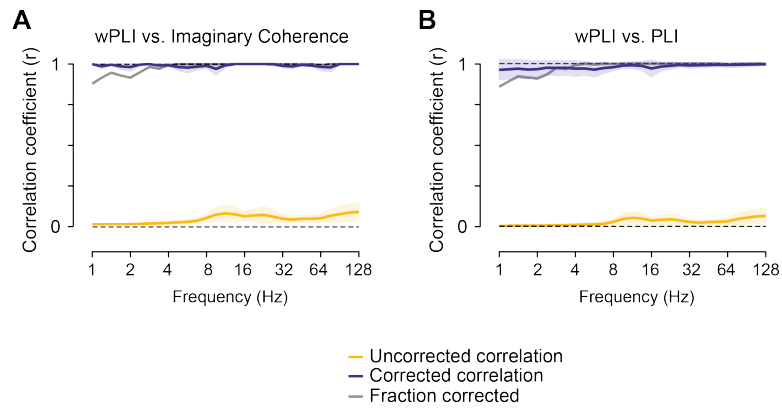 A
wPLI vs. Imaginary Coherence
Correlation coefficient (r)
1
0
1 2 4 8 16 32 64 128
Frequency (Hz)
B
wPLI vs. PLI
Correlation coefficient (r)
1
0
1 2 4 8 16 32 64 128
Frequency (Hz)
Uncorrected correlation
Corrected correlation
Fraction corrected